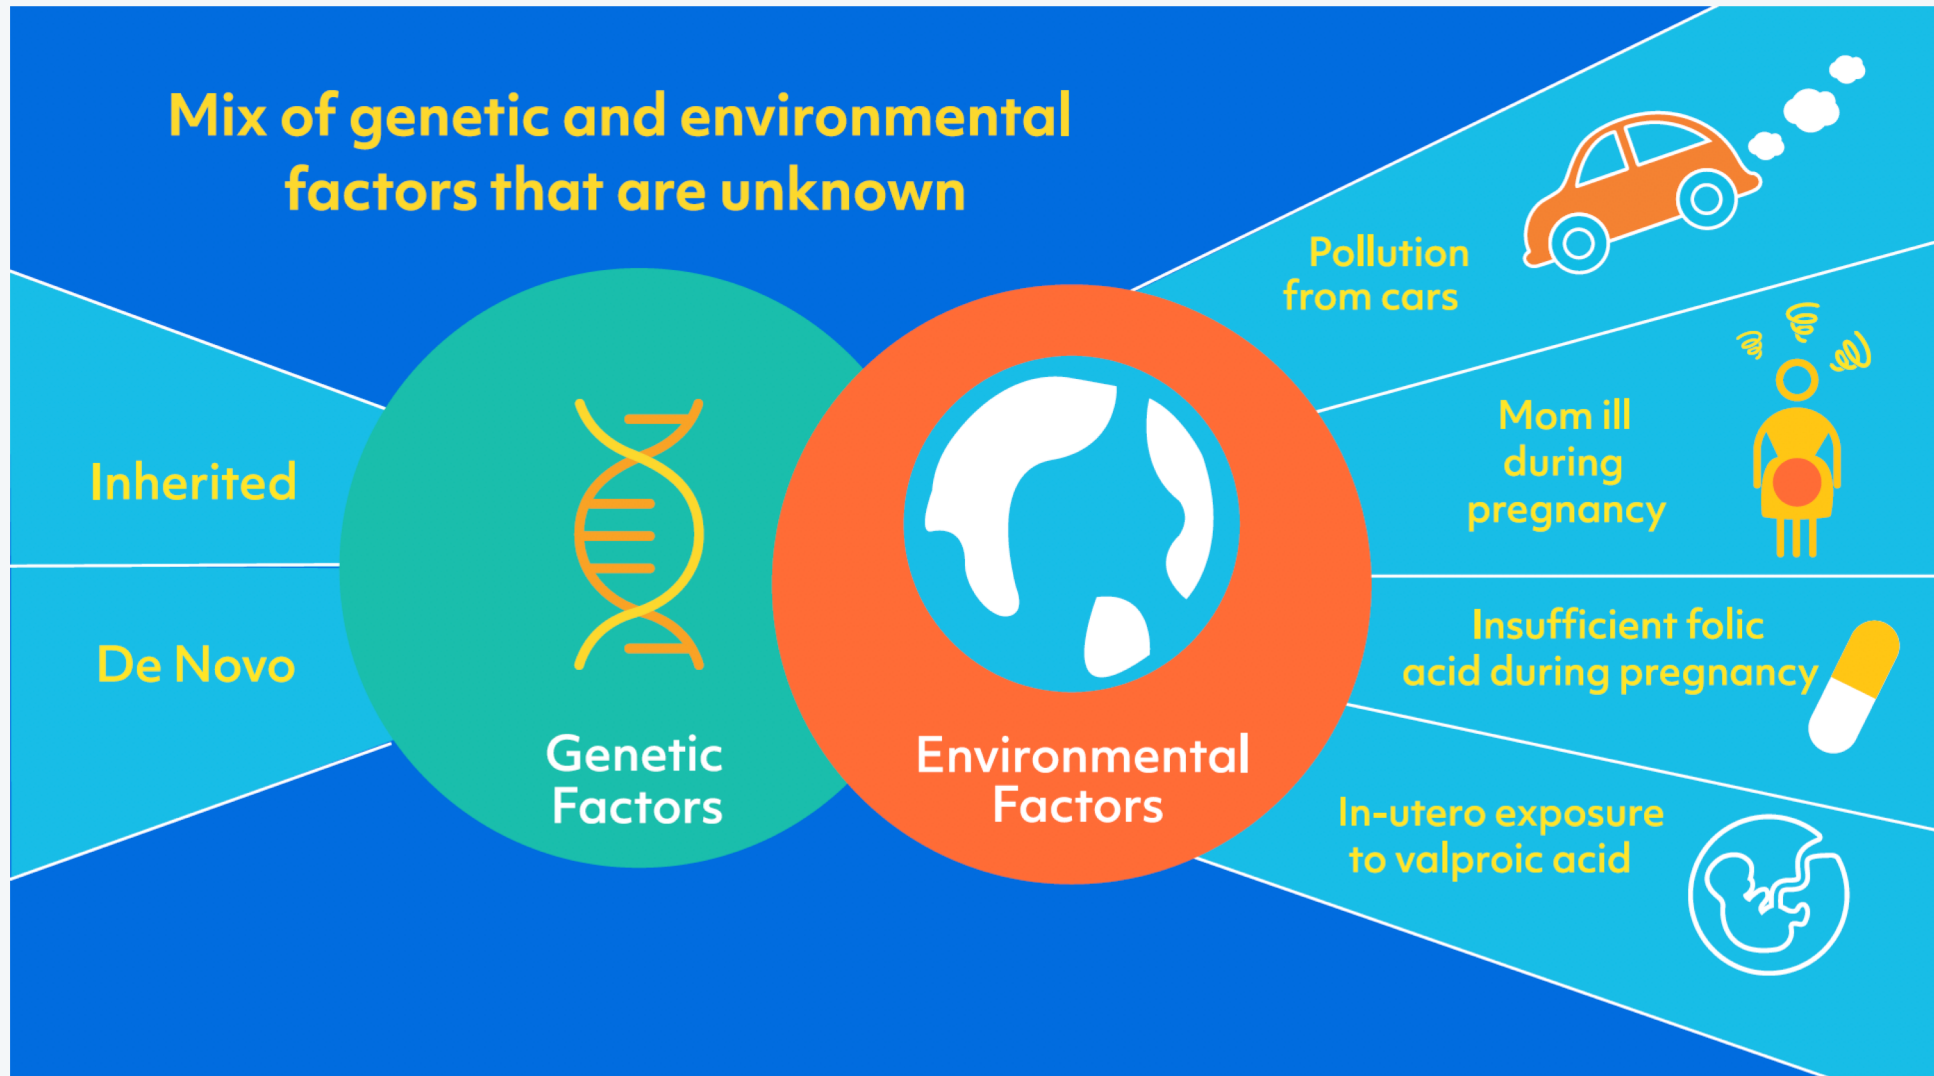 Mix of genetic and environmental
factors that are unknown
Inherited
De Novo
Genetic
Factors
Environmental
Factors
Pollution
from cars
Mom ill
during
pregnancy
Insufficient folic
acid during pregnancy
In-utero exposure
to valproic acid